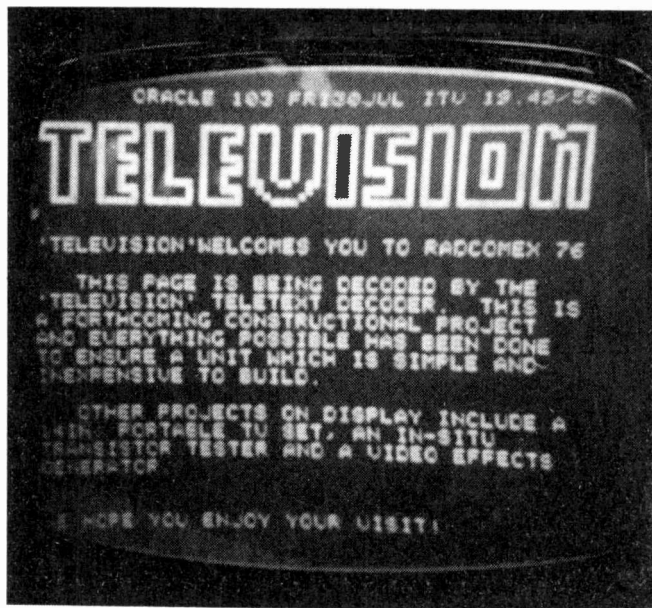 ORACLE 103 FRI30JUL ITV 19.49/56
TELEVISION
'TELEVISION'WELCOMES YOU TO RADCOMEX 76
THIS PAGE IS BEING DECODED BY THE
'TELEVISION' TELETEXT DECODER. THIS IS
A FORTHCOMING CONSTRUCTIONAL PROJECT
AND EVERYTHING POSSIBLE HAS BEEN DONE
TO ENSURE A UNIT WHICH IS SIMPLE AND
INEXPENSIVE TO BUILD.
OTHER PROJECTS ON DISPLAY INCLUDE A
PORTABLE TV SET, AN IN-SITU
TRANSISTOR TESTER AND A VIDEO EFFECTS
GENERATOR
WE HOPE YOU ENJOY YOUR VISIT!